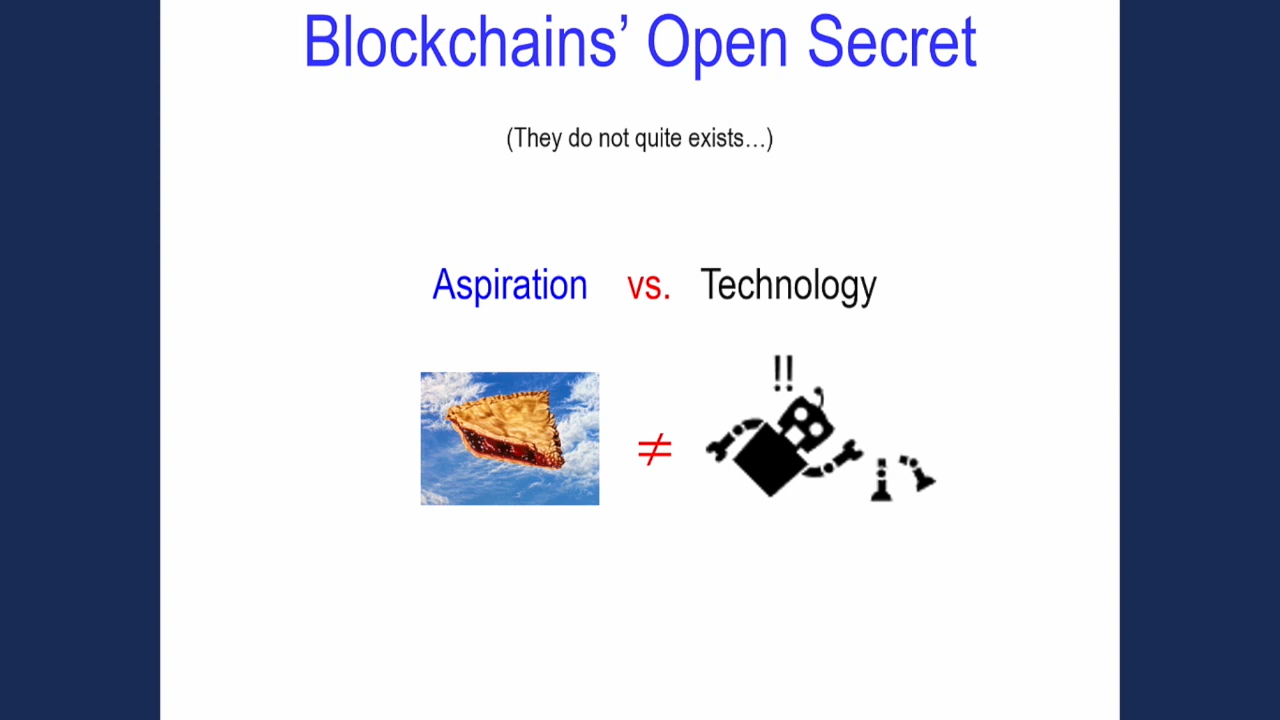 Blockchains’ Open Secret
(They do not quite exists…)
Aspiration vs. Technology
!!
≠